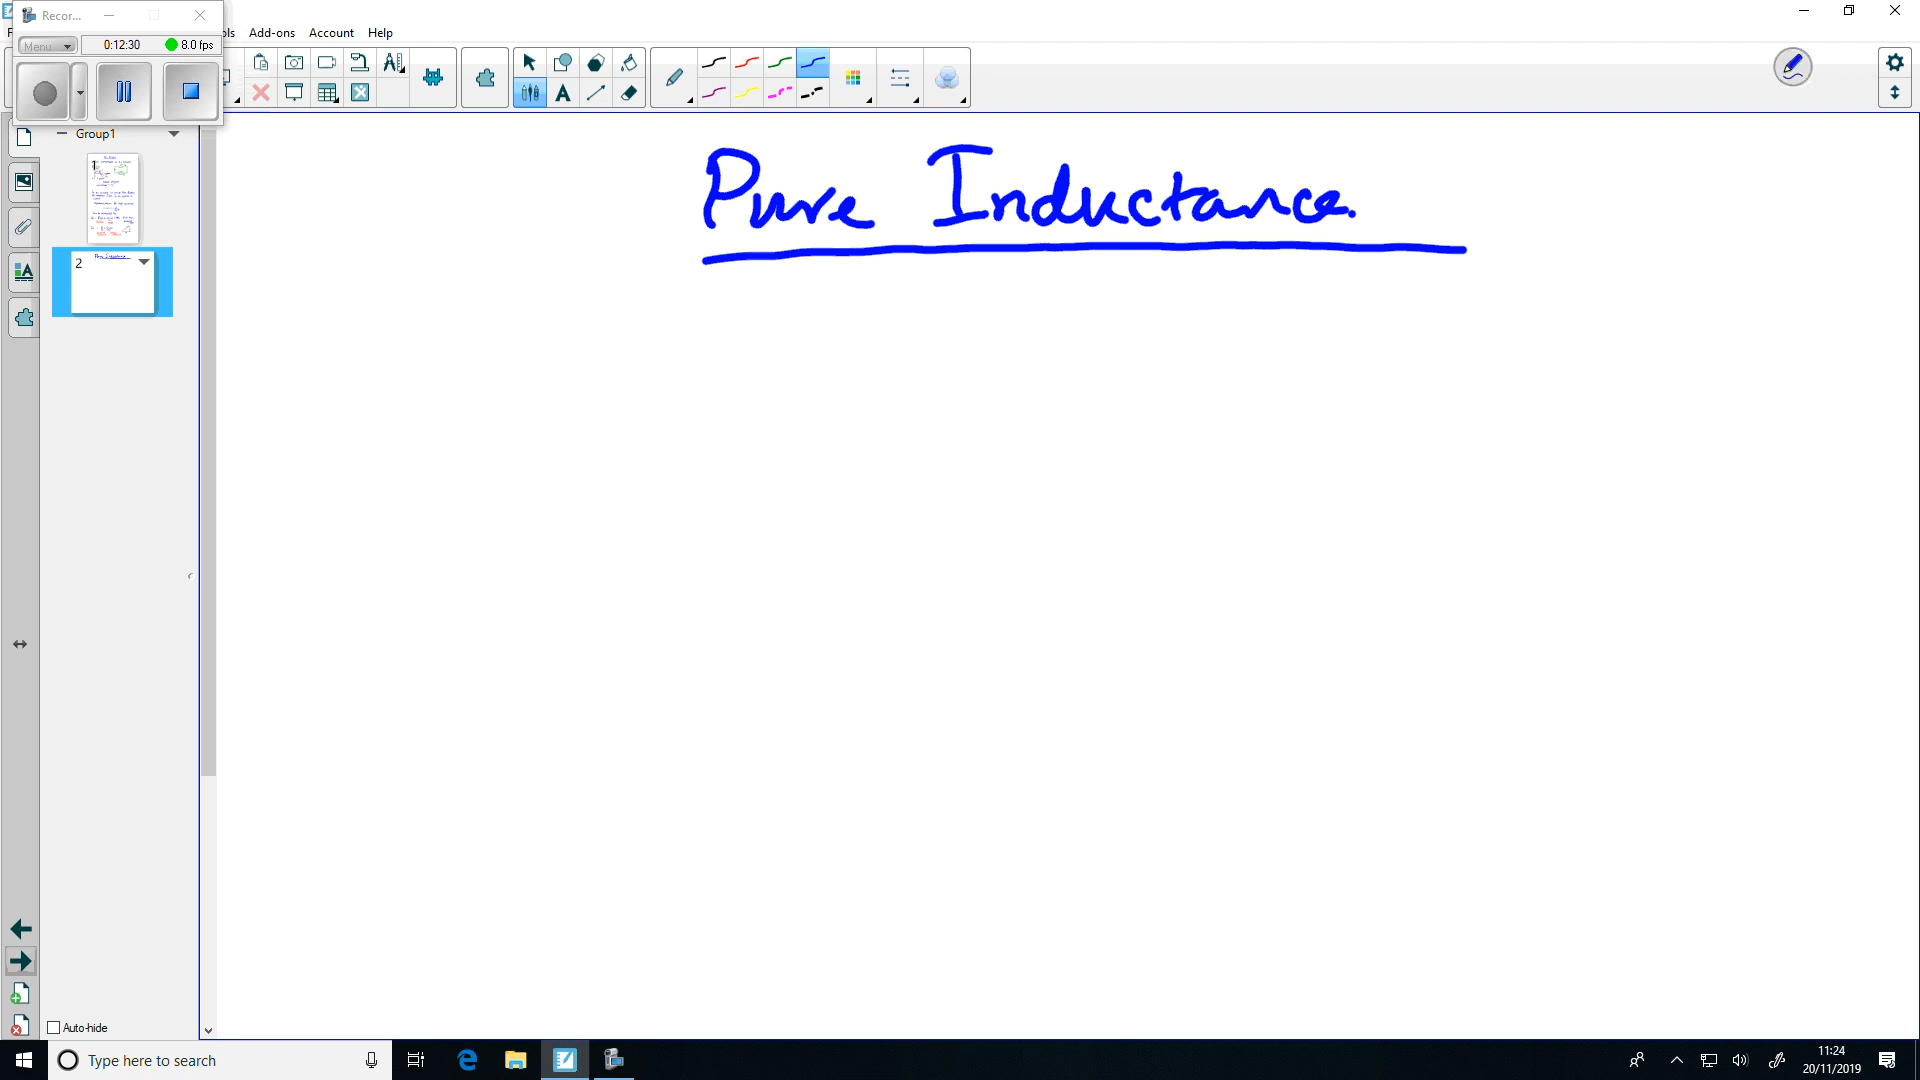 Recor...
Menu
0:12:30
8.0 fps
ols Add-ons Account Help
Group1
2
Pure Inductance.
Auto-hide
Type here to search
11:24
20/11/2019